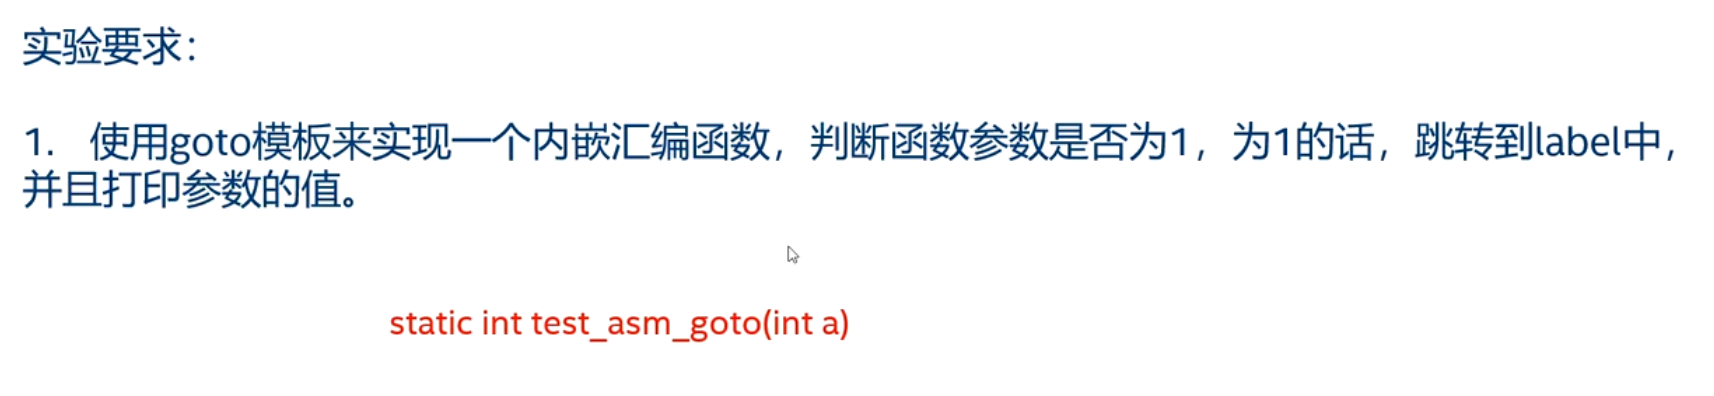 实验要求：
1. 使用goto模板来实现一个内嵌汇编函数，判断函数参数是否为1，为1的话，跳转到label中，
并且打印参数的值。
static int test_asm_goto(int a)